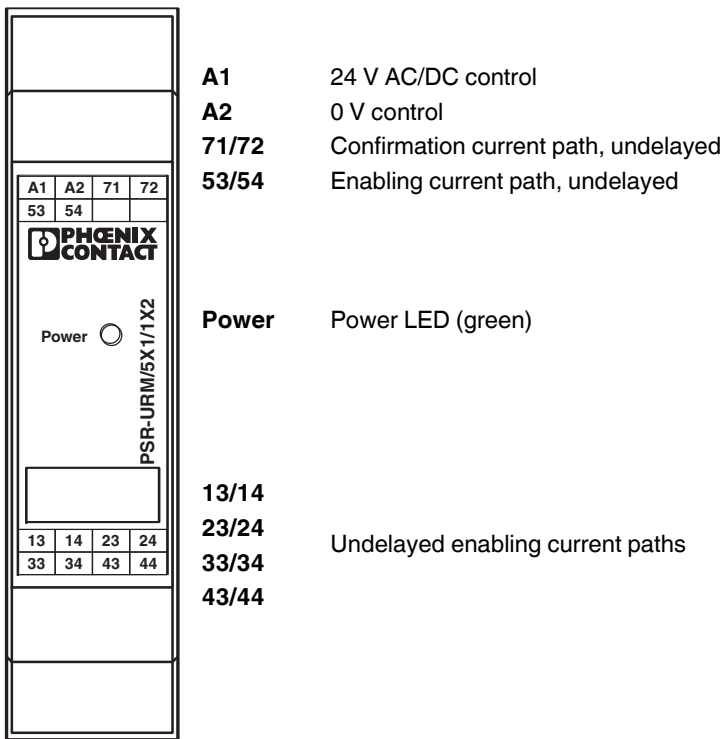 A1 24 V AC/DC control
A2 0 V control
71/72 Confirmation current path, undelayed
53/54 Enabling current path, undelayed
A1 A2 71 72
53 54
PHŒNIX
CONTACT
Power
PSR-URM/5X1/1X2
Power Power LED (green)
13/14
23/24
33/34
43/44
Undelayed enabling current paths
13 14 23 24
33 34 43 44